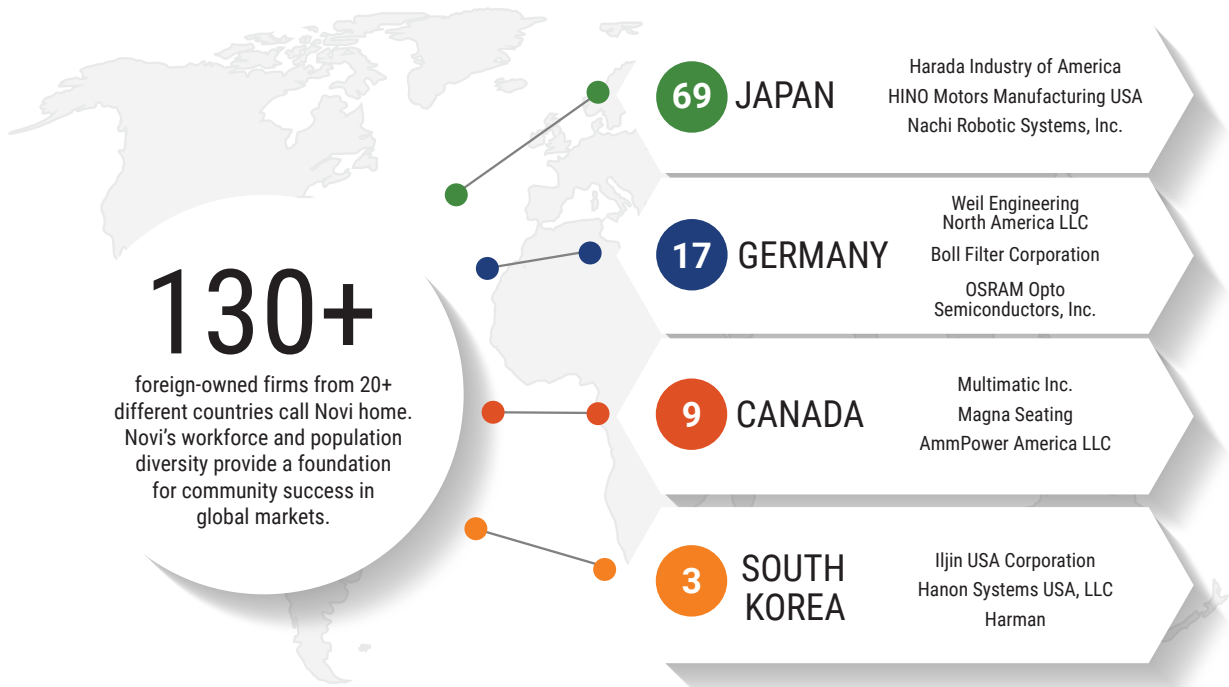 130+
foreign-owned firms from 20+
different countries call Novi home.
Novi’s workforce and population
diversity provide a foundation
for community success in
global markets.
69 JAPAN
Harada Industry of America
HINO Motors Manufacturing USA
Nachi Robotic Systems, Inc.
17 GERMANY
Weil Engineering
North America LLC
Boll Filter Corporation
OSRAM Opto
Semiconductors, Inc.
9 CANADA
Multimatic Inc.
Magna Seating
AmmPower America LLC
3 SOUTH
KOREA
Iljin USA Corporation
Hanon Systems USA, LLC
Harman